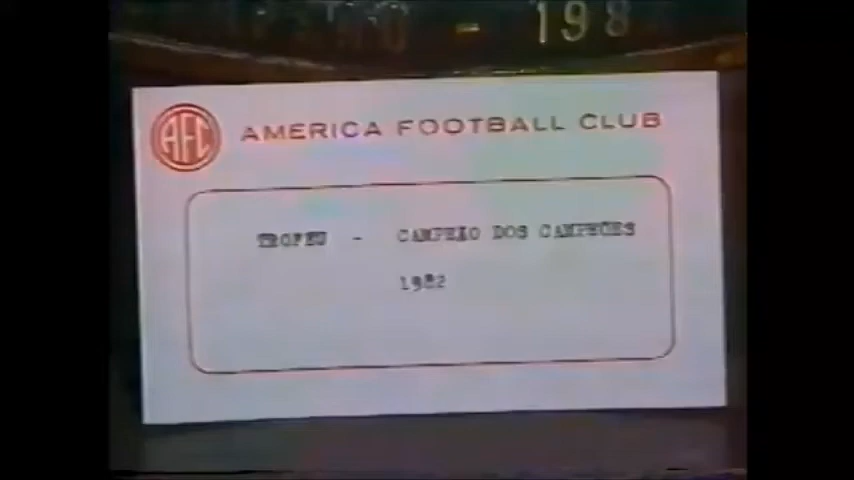 - 198
AMERICA FOOTBALL CLUB
AFC
TROFEU - CAMPEÃO DOS CAMPEÕES
1982